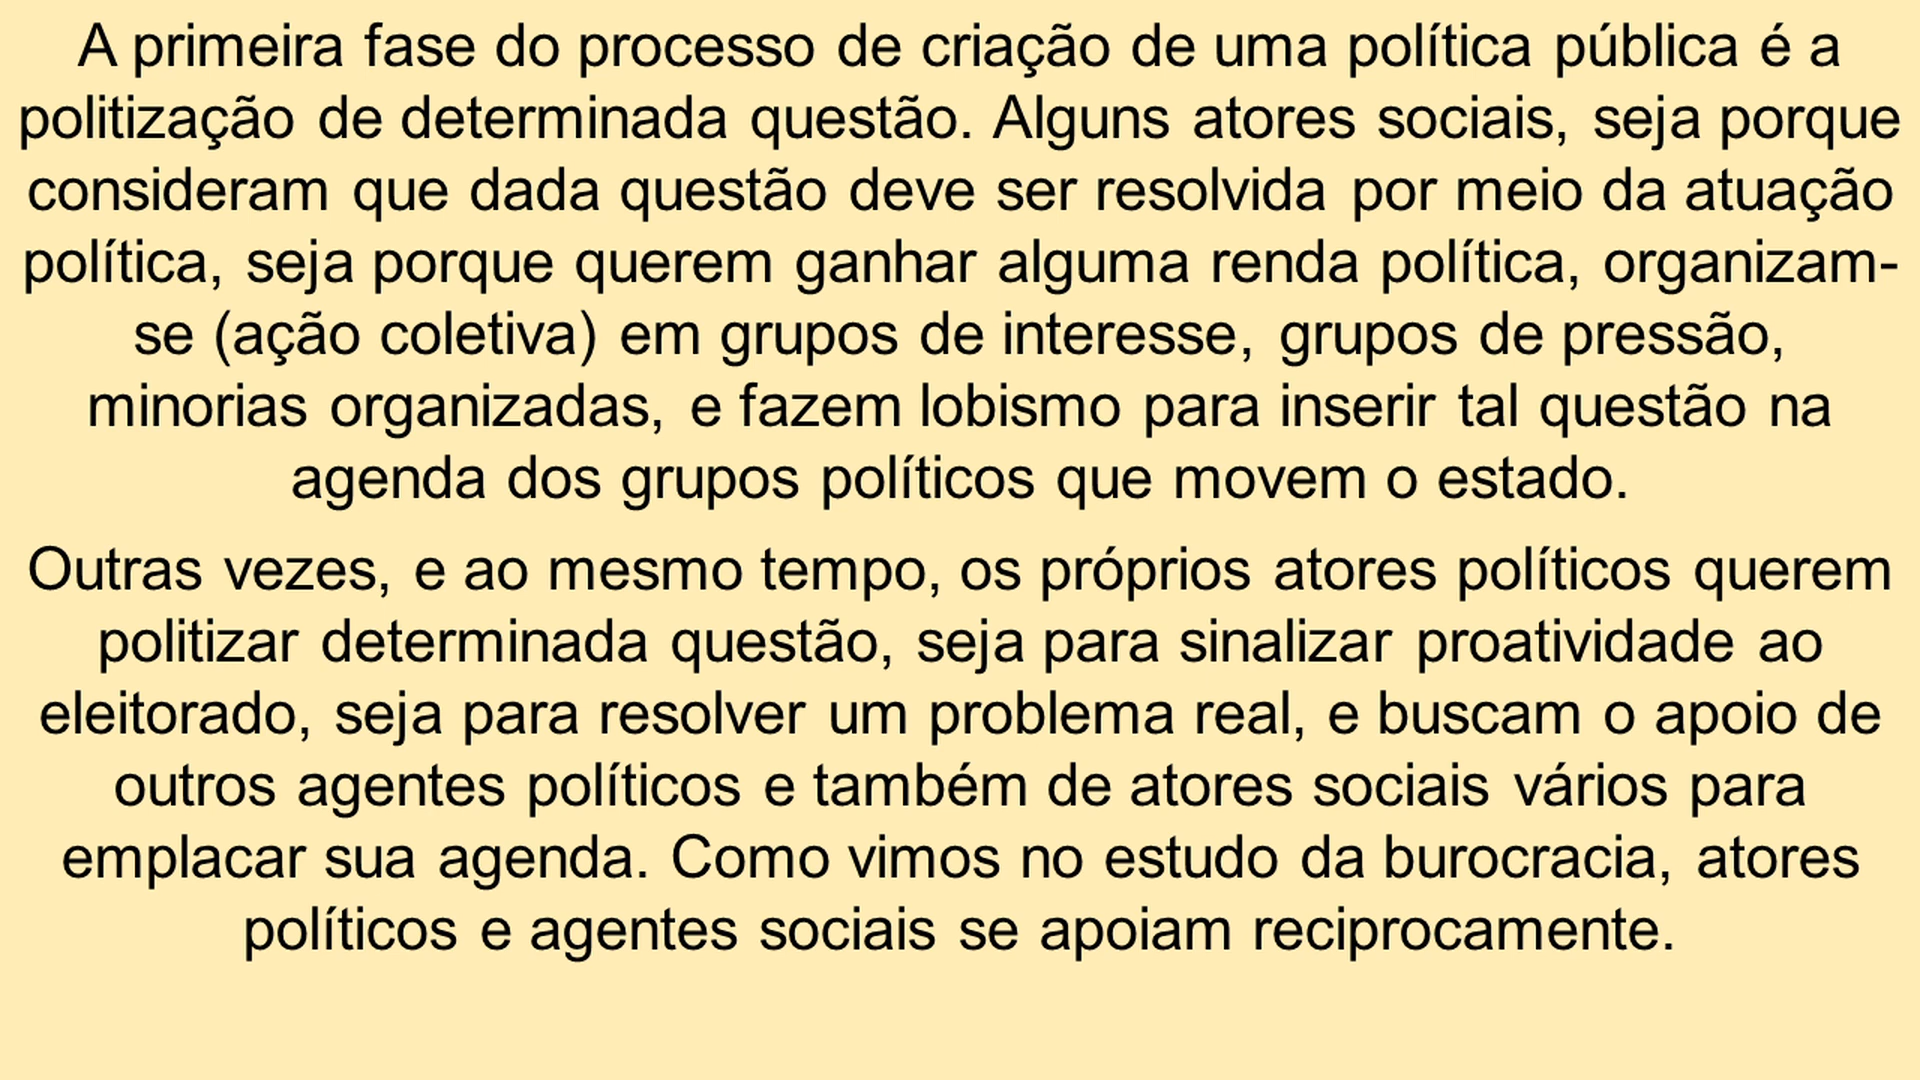 A primeira fase do processo de criação de uma política pública é a
politização de determinada questão. Alguns atores sociais, seja porque
consideram que dada questão deve ser resolvida por meio da atuação
política, seja porque querem ganhar alguma renda política, organizam-
se (ação coletiva) em grupos de interesse, grupos de pressão,
minorias organizadas, e fazem lobismo para inserir tal questão na
agenda dos grupos políticos que movem o estado.
Outras vezes, e ao mesmo tempo, os próprios atores políticos querem
politizar determinada questão, seja para sinalizar proatividade ao
eleitorado, seja para resolver um problema real, e buscam o apoio de
outros agentes políticos e também de atores sociais vários para
emplacar sua agenda. Como vimos no estudo da burocracia, atores
políticos e agentes sociais se apoiam reciprocamente.